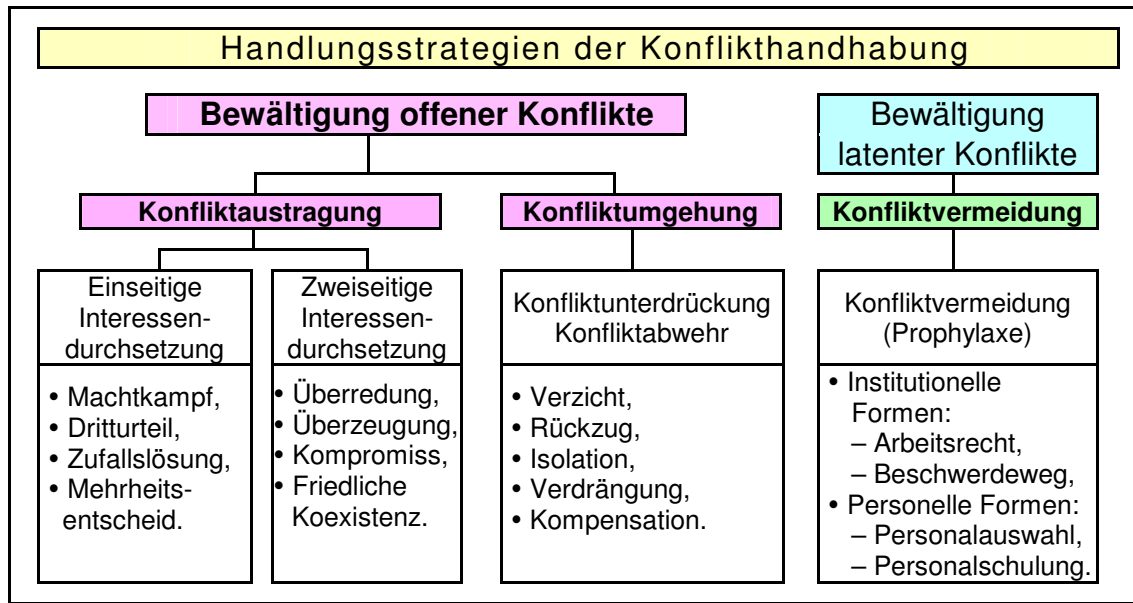 Handlungsstrategien der Konflikthandhabung
Bewältigung offener Konflikte
Bewältigung
latenter Konflikte
Konfliktaustragung
Konfliktumgehung
Konfliktvermeidung
Einseitige
Interessen-
durchsetzung
Zweiseitige
Interessen-
durchsetzung
Konfliktunterdrückung
Konfliktabwehr
Konfliktvermeidung
(Prophylaxe)
• Machtkampf,
• Dritturteil,
• Zufallslösung,
• Mehrheits-
entscheid.
• Überredung,
• Überzeugung,
• Kompromiss,
• Friedliche
Koexistenz.
• Verzicht,
• Rückzug,
• Isolation,
• Verdrängung,
• Kompensation.
• Institutionelle
Formen:
– Arbeitsrecht,
– Beschwerdeweg,
• Personelle Formen:
– Personalauswahl,
– Personalschulung.